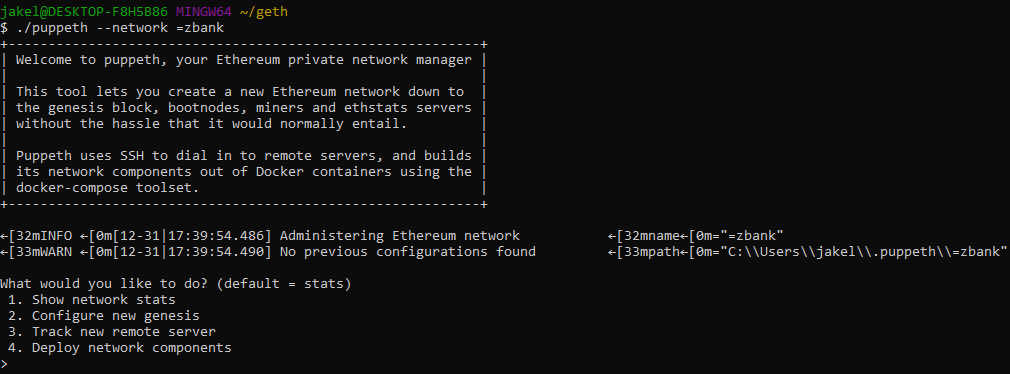 jakel@DESKTOP-F8H5B86 MINGW64 ~/geth
$ ./puppeth --network =zbank
+-----------------------------------------------------------+
| Welcome to puppeth, your Ethereum private network manager |
|                                                           |
| This tool lets you create a new Ethereum network down to  |
| the genesis block, bootnodes, miners and ethstats servers |
| without the hassle that it would normally entail.         |
|                                                           |
| Puppeth uses SSH to dial in to remote servers, and builds |
| its network components out of Docker containers using the |
| docker-compose toolset.                                   |
+-----------------------------------------------------------+
←[32mINFO ←[0m[12-31|17:39:54.486] Administering Ethereum network           ←[32mname←[0m="=zbank"
←[33mWARN ←[0m[12-31|17:39:54.490] No previous configurations found         ←[33mpath←[0m="C:\\Users\\jakel\\.puppeth\\=zbank"
What would you like to do? (default = stats)
 1. Show network stats
 2. Configure new genesis
 3. Track new remote server
 4. Deploy network components
>